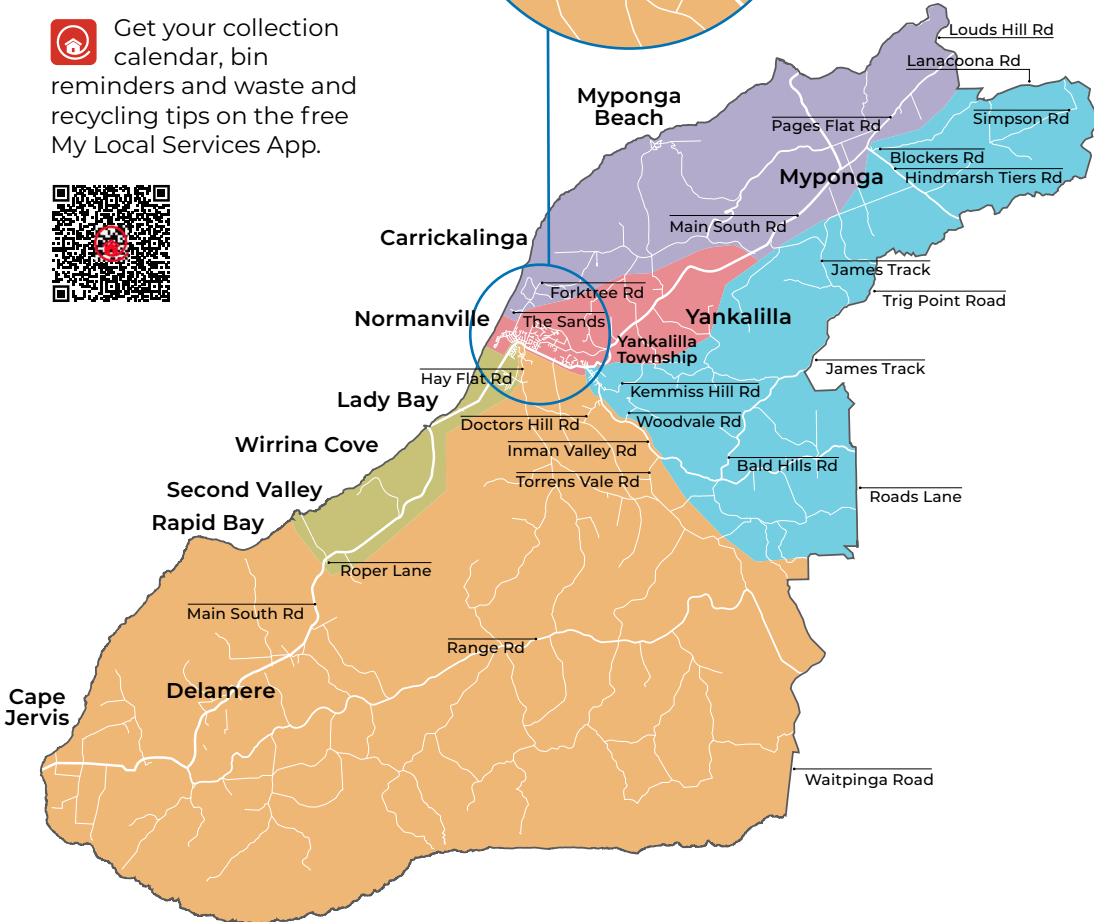 Get your collection
calendar, bin
reminders and waste and
recycling tips on the free
My Local Services App.
Louds Hill Rd
Lanacoona Rd
Myponga
Beach
Pages Flat Rd
Simpson Rd
Blockers Rd
Myponga
Hindmarsh Tiers Rd
Main South Rd
Carrickalinga
James Track
Forktree Rd
Trig Point Road
Normanville
The Sands
Yankalilla
Yankalilla
Township
James Track
Hay Flat Rd
Kemmiss Hill Rd
Lady Bay
Doctors Hill Rd
Woodvale Rd
Wirrina Cove
Inman Valley Rd
Bald Hills Rd
Torrens Vale Rd
Second Valley
Roads Lane
Rapid Bay
Roper Lane
Main South Rd
Range Rd
Delamere
Cape
Jervis
Waitpinga Road